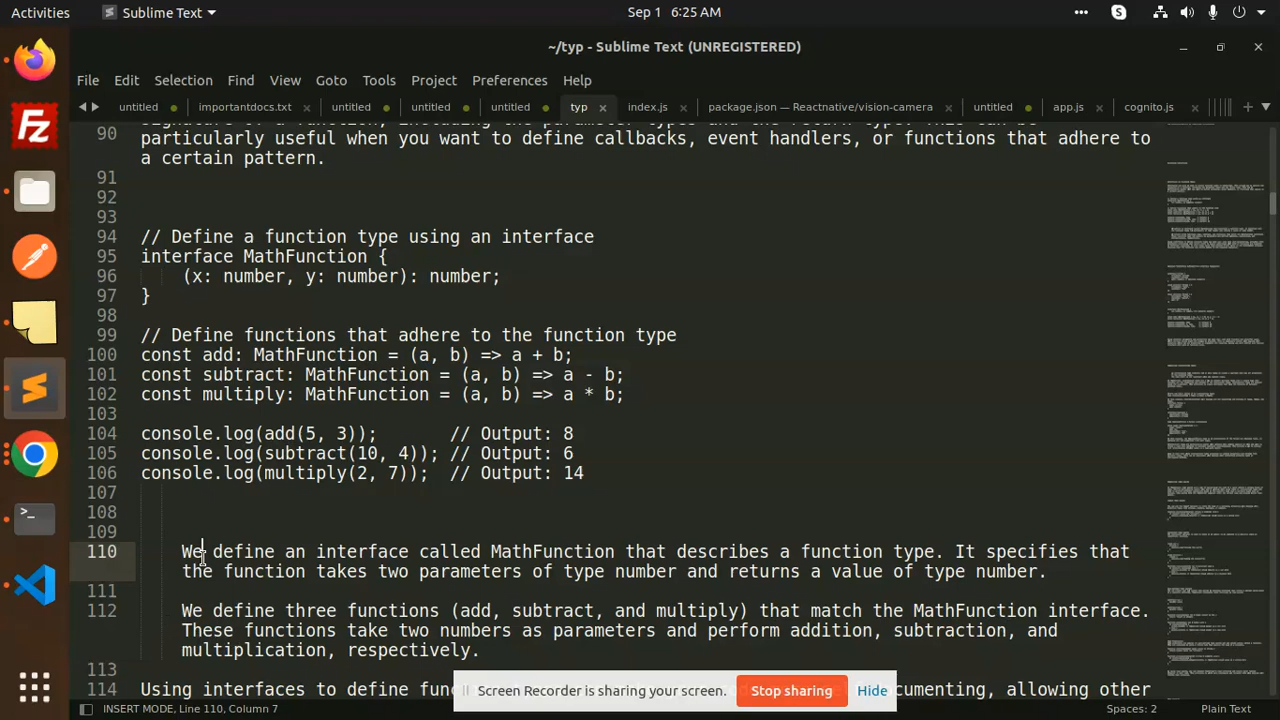 Activities
Sublime Text
Sep 1 6:25 AM
~/typ - Sublime Text (UNREGISTERED)
File Edit Selection Find View Goto Tools Project Preferences Help
untitled importantdocs.txt untitled untitled untitled typ index.js package.json — Reactnative/vision-camera untitled app.js cognito.js
90 particularly useful when you want to define callbacks, event handlers, or functions that adhere to
a certain pattern.
91
92
93
94 // Define a function type using an interface
95 interface MathFunction {
96 (x: number, y: number): number;
97 }
98
99 // Define functions that adhere to the function type
100 const add: MathFunction = (a, b) => a + b;
101 const subtract: MathFunction = (a, b) => a - b;
102 const multiply: MathFunction = (a, b) => a * b;
103
104 console.log(add(5, 3)); // Output: 8
105 console.log(subtract(10, 4)); // Output: 6
106 console.log(multiply(2, 7)); // Output: 14
107
108
109
110 We define an interface called MathFunction that describes a function type. It specifies that
the function takes two parameters of type number and returns a value of type number.
111
112 We define three functions (add, subtract, and multiply) that match the MathFunction interface.
These functions take two numbers as parameters and perform addition, subtraction, and
multiplication, respectively.
113
114 Using interfaces to define func cumenting, allowing other
Screen Recorder is sharing your screen. Stop sharing Hide
INSERT MODE, Line 110, Column 7
Spaces: 2
Plain Text